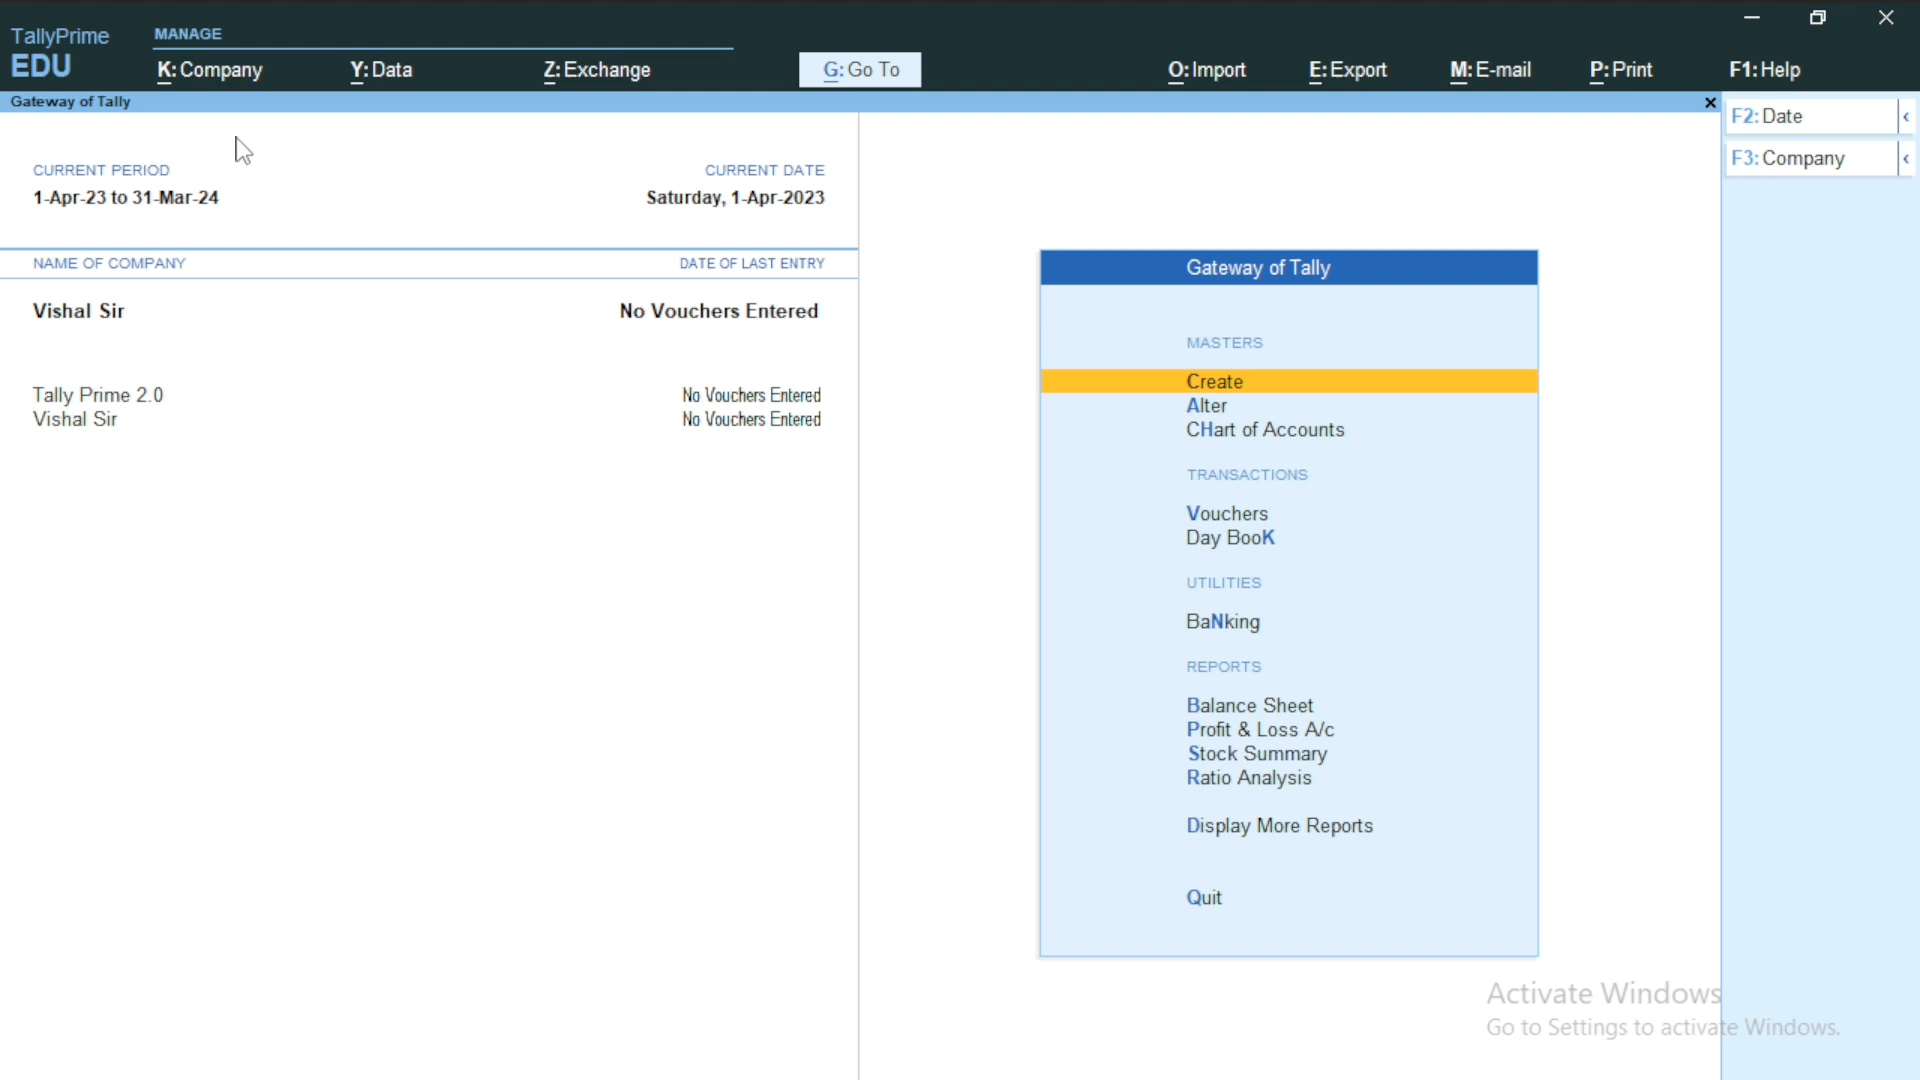 TallyPrime
EDU
MANAGE
K: Company
Y: Data
Z: Exchange
G: Go To
O: Import
E: Export
M: E-mail
P: Print
F1: Help
Gateway of Tally
F2: Date
F3: Company
CURRENT PERIOD
CURRENT DATE
1-Apr-23 to 31-Mar-24
Saturday, 1-Apr-2023
NAME OF COMPANY
DATE OF LAST ENTRY
Vishal Sir
No Vouchers Entered
Tally Prime 2.0
No Vouchers Entered
Vishal Sir
No Vouchers Entered
Gateway of Tally
MASTERS
Create
Alter
CHart of Accounts
TRANSACTIONS
Vouchers
Day BooK
UTILITIES
BaNking
REPORTS
Balance Sheet
Profit & Loss A/c
Stock Summary
Ratio Analysis
Display More Reports
Quit
Activate Windows
Go to Settings to activate Windows.